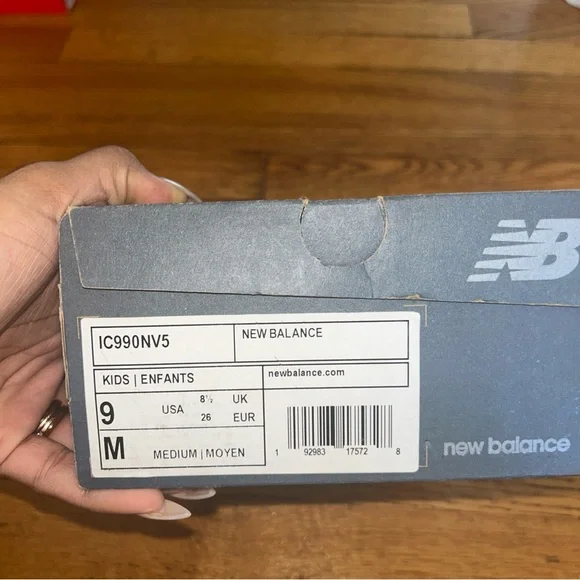 NB
IC990NV5
NEW BALANCE
KIDS | ENFANTS
newbalance.com
9 USA 8½ UK
26 EUR
M MEDIUM | MOYEN
1 92983 17572 8
new balance